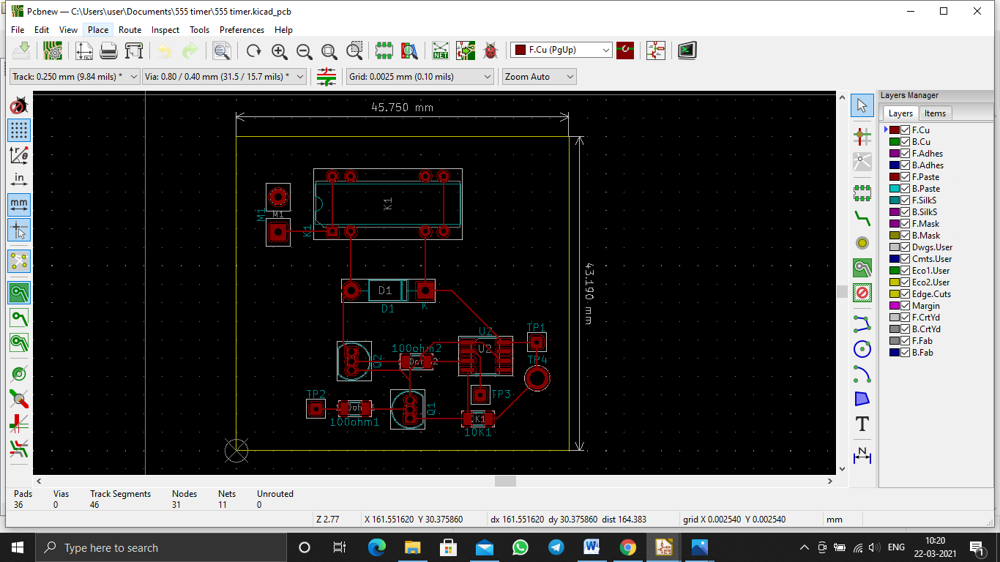 Pcbnew — C:\Users\user\Documents\555 timer\555 timer.kicad_pcb
File Edit View Place Route Inspect Tools Preferences Help
NET
F.Cu (PgUp)
Track: 0.250 mm (9.84 mils) *
Via: 0.80 / 0.40 mm (31.5 / 15.7 mils) *
Grid: 0.0025 mm (0.10 mils)
Zoom Auto
in
mm
45.750 mm
43.190 mm
K1
M1
M1
K1
D1
D1
K
U2
U2
TP1
TP4
100ohm2
Q2
TP3
TP2
100ohm1
Q1
K1
10K1
T
N
Layers Manager
Layers Items
F.Cu
B.Cu
F.Adhes
B.Adhes
F.Paste
B.Paste
F.SilkS
B.SilkS
F.Mask
B.Mask
Dwgs.User
Cmts.User
Eco1.User
Eco2.User
Edge.Cuts
Margin
F.CrtYd
B.CrtYd
F.Fab
B.Fab
Pads Vias Track Segments Nodes Nets Unrouted
36 0 46 31 11 0
Z 2.77 X 161.551620 Y 30.375860 dx 161.551620 dy 30.375860 dist 164.383 grid X 0.002540 Y 0.002540 mm
Type here to search
ENG
10:20
22-03-2021
1